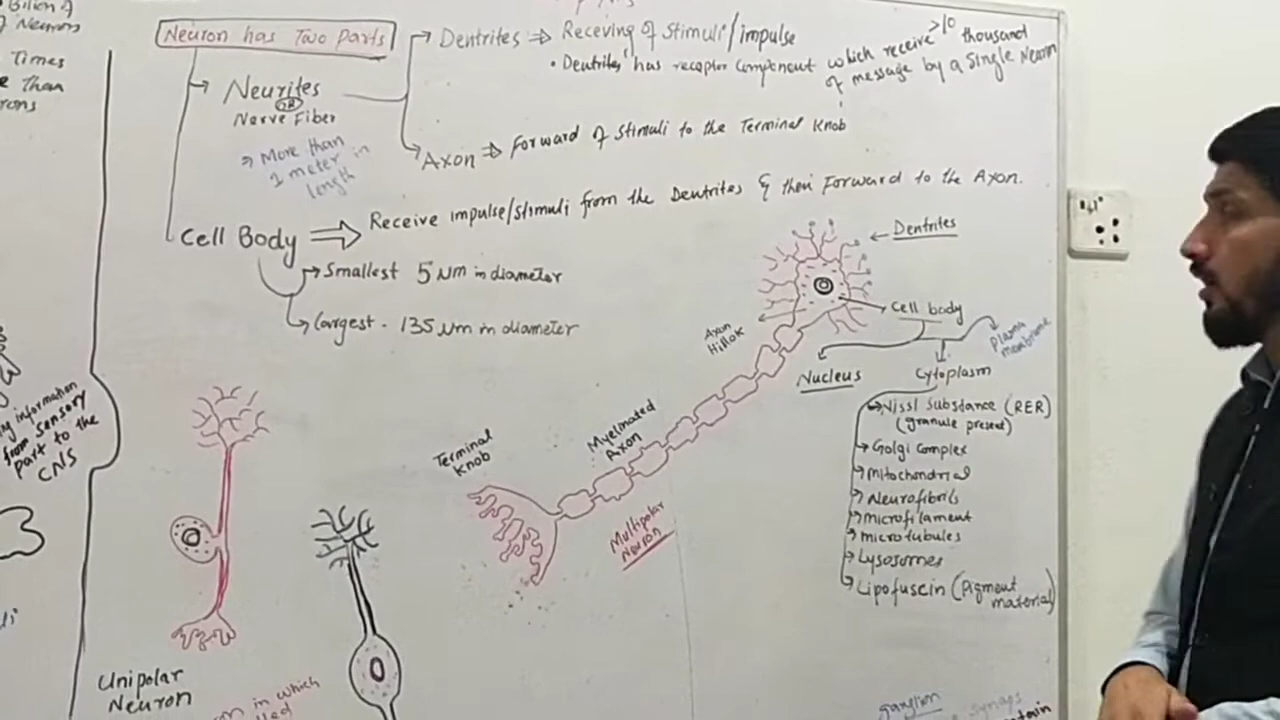 Billion of
of Neurons
Times
Than
Neuron has Two parts
Dentrites ⇒ Receving of stimuli/impulse
• Dentrites has recaptor component which receive >10 thousand
of message by a single Neuron
Neurites
OR
Nerve Fiber
⇒ More than
1 meter in
length
Axon ⇒ Forward of stimuli to the Terminal Knob
Cell Body ⇒ Receive impulse/stimuli from the Dentrites & then Forward to the Axon.
Smallest 5 μm in diameter
largest - 135 μm in diameter
information
from sensory
part to the
CNS
Dentrites
Cell body
Axon
Hillok
Nucleus
Cytoplasm
Plasma
membrane
Nissl substance (RER)
(granule present)
Golgi complex
Mitochondrial
Neurofibrils
microfilament
microtubules
Lysosomes
Lipofuscin (Pigment
material)
Terminal
Knob
Myelinated
Axon
Multipolar
Neuron
Unipolar
Neuron
in which
ganglion
synaps